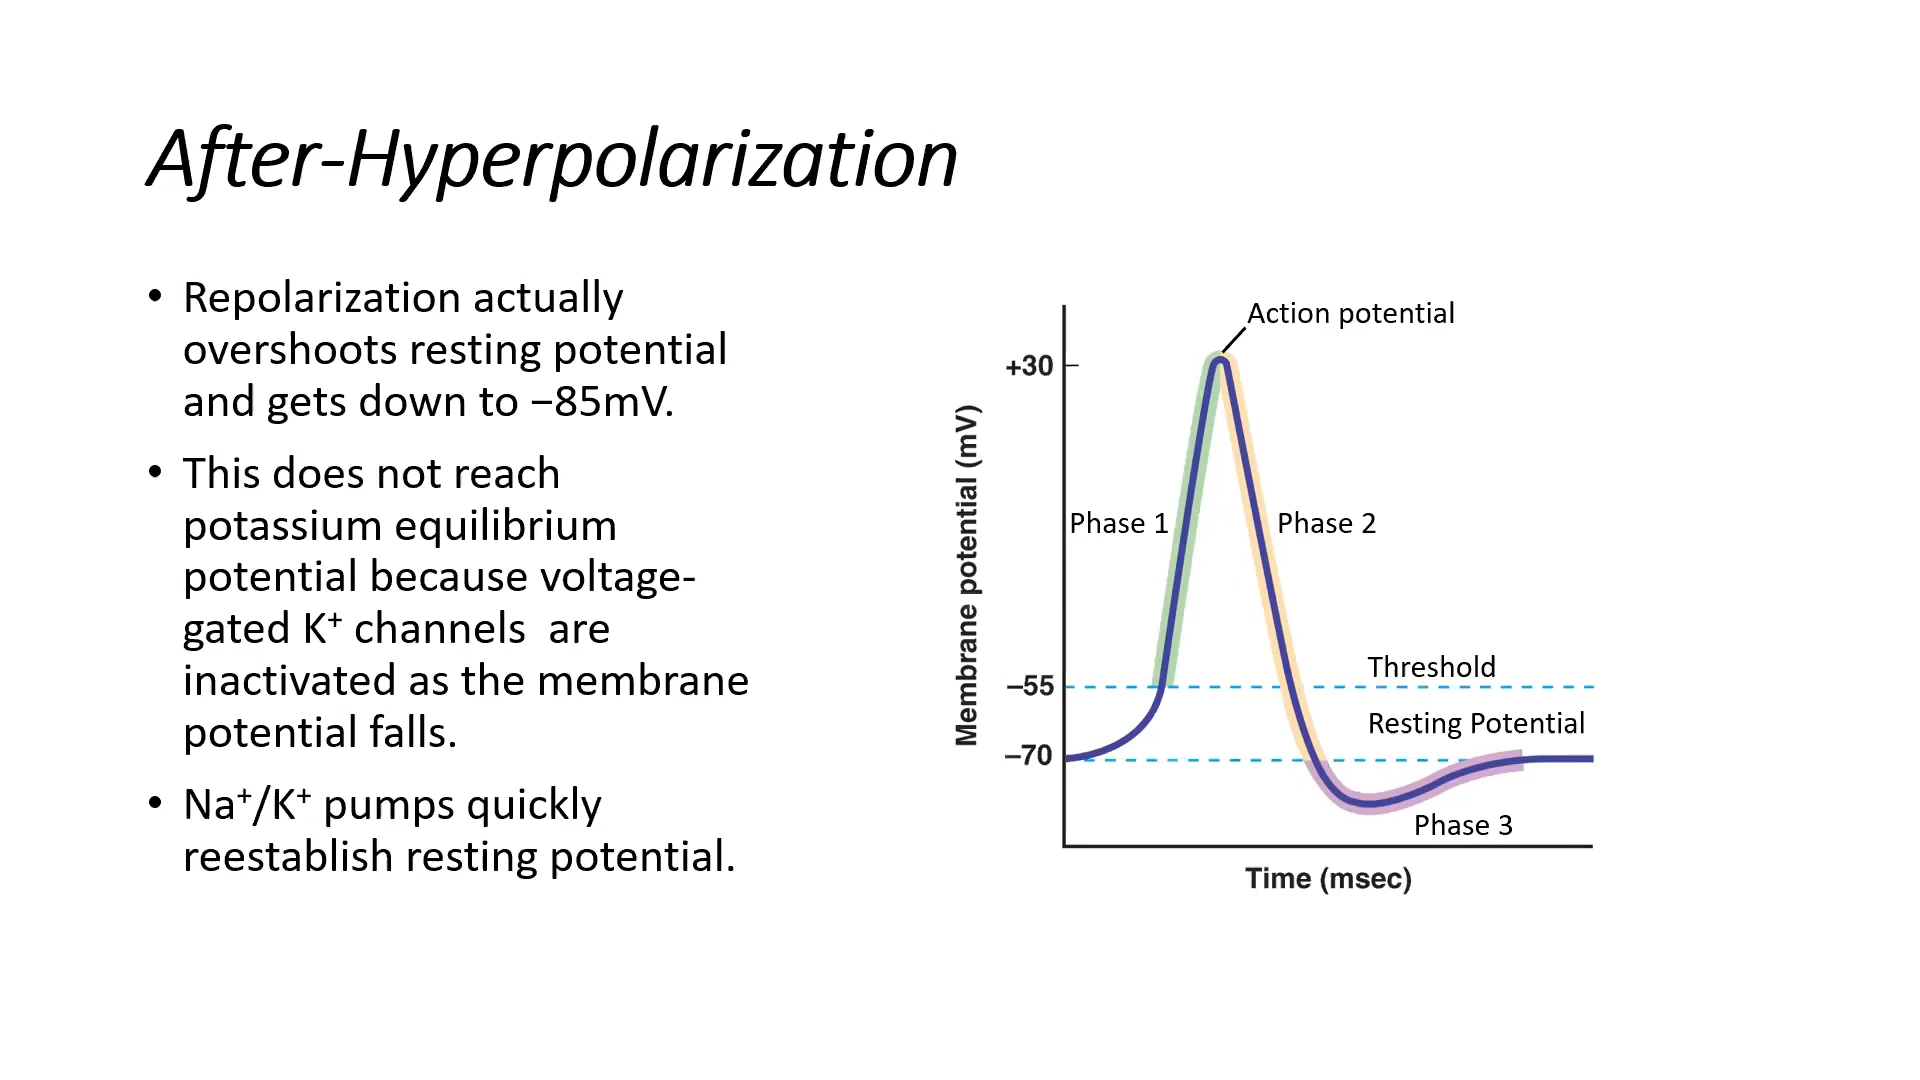 After-Hyperpolarization
• Repolarization actually
overshoots resting potential
and gets down to −85mV.
• This does not reach
potassium equilibrium
potential because voltage-
gated K⁺ channels  are
inactivated as the membrane
potential falls.
• Na⁺/K⁺ pumps quickly
reestablish resting potential.
Action potential
+30
Membrane potential (mV)
Phase 1
Phase 2
Threshold
–55
Resting Potential
–70
Phase 3
Time (msec)